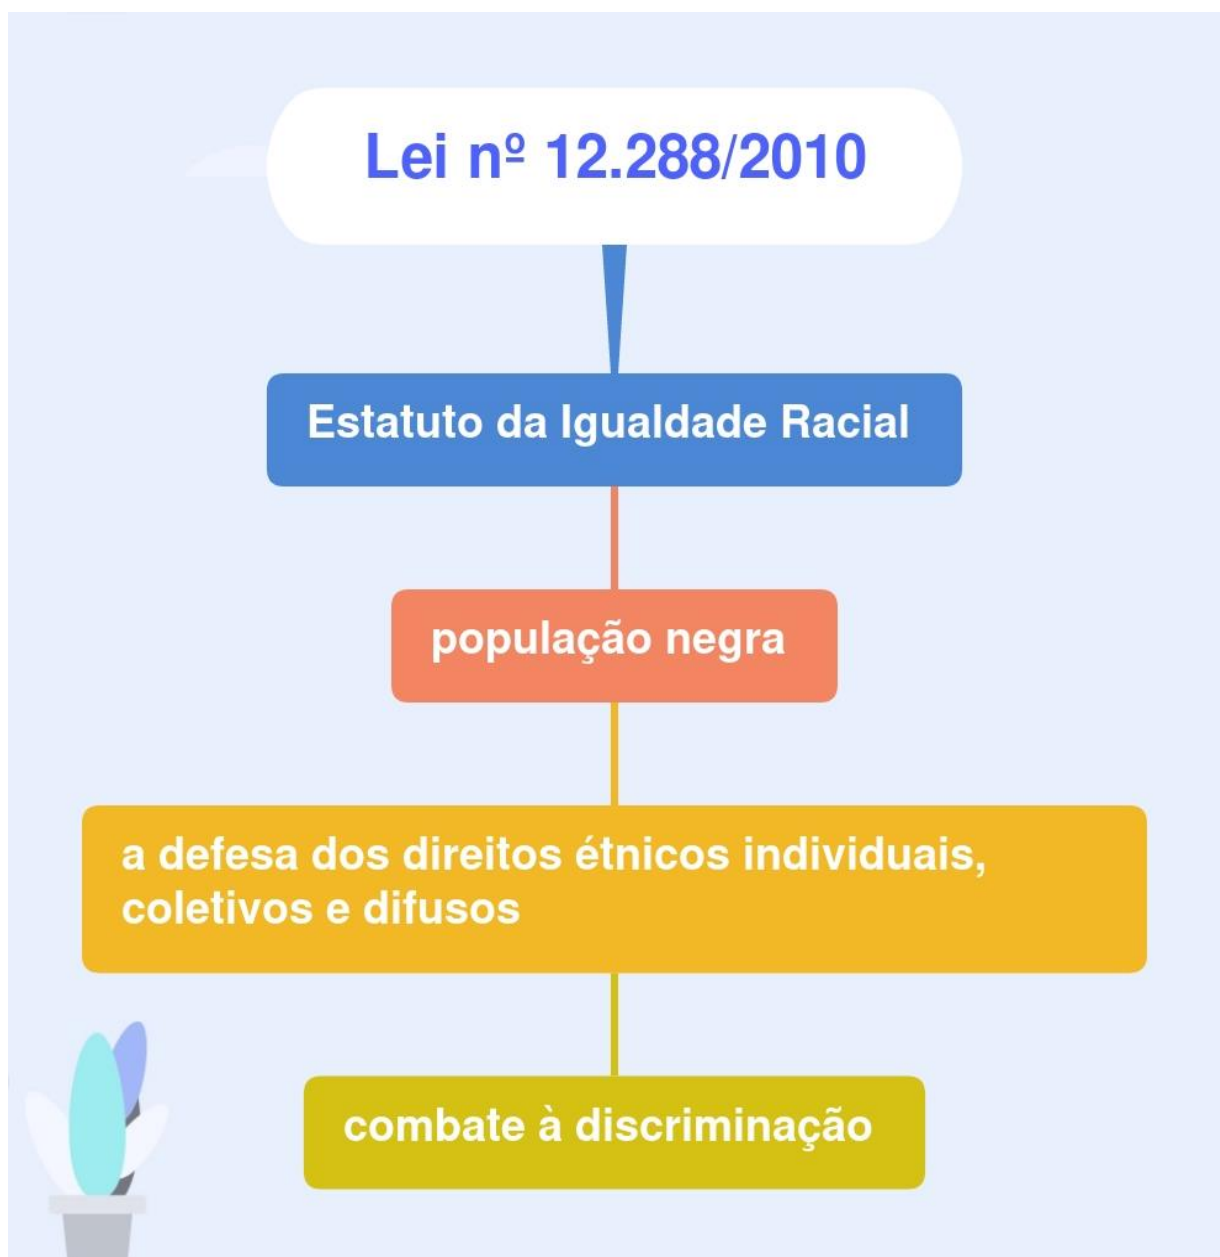 Lei nº 12.288/2010
Estatuto da Igualdade Racial
população negra
a defesa dos direitos étnicos individuais,
coletivos e difusos
combate à discriminação